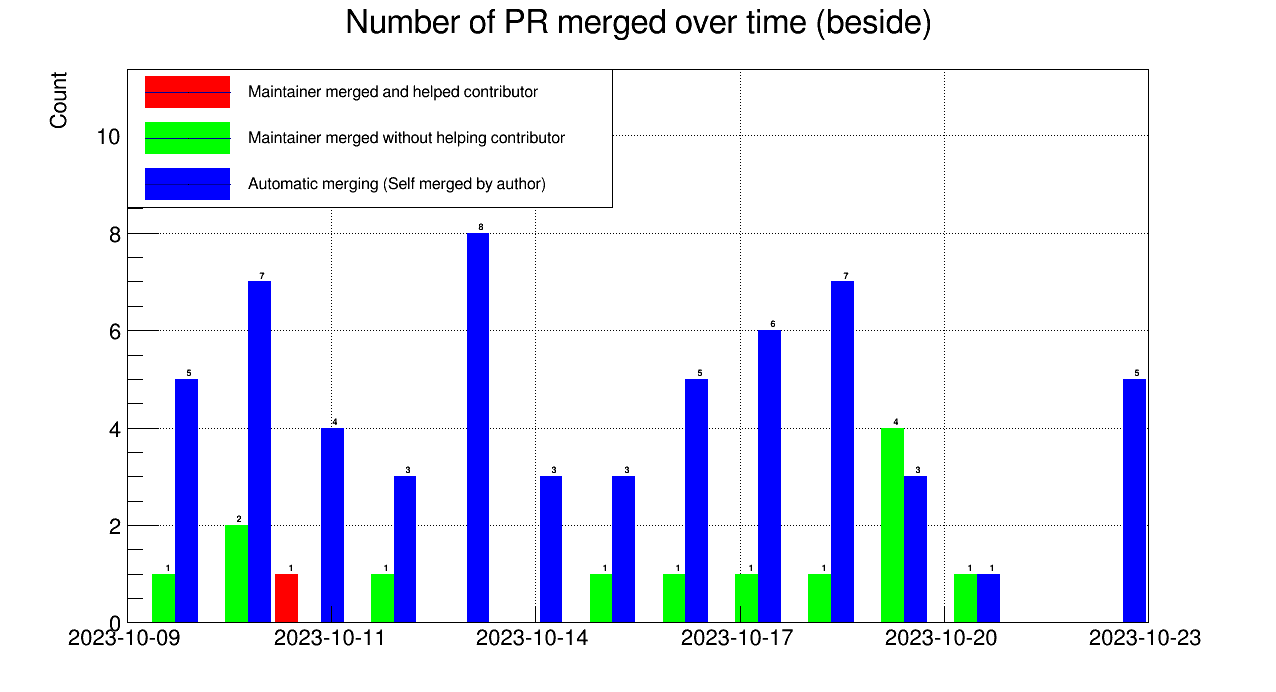 Number of PR merged over time (beside)
Count
Maintainer merged and helped contributor
Maintainer merged without helping contributor
Automatic merging (Self merged by author)
10
8
6
4
2
0
1 5 2 7 1 4 1 3 8 3 1 3 1 5 1 6 1 7 4 3 1 1 5
2023-10-09 2023-10-11 2023-10-14 2023-10-17 2023-10-20 2023-10-23